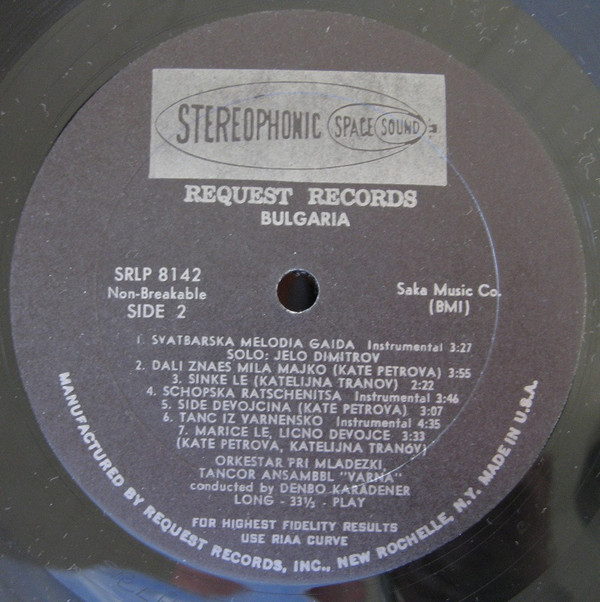 STEREOPHONIC SPACE SOUND
REQUEST RECORDS
BULGARIA
SRLP 8142
Non-Breakable
SIDE 2
Saka Music Co.
(BMI)
1. SVATBARSKA MELODIA GAIDA Instrumental 3:27
SOLO: JELO DIMITROV
2. DALI ZNAES MILA MAJKO (KATE PETROVA) 3:55
3. SINKE LE (KATELIJNA TRANOV) 2:22
4. SCHOPSKA RATSCHENITSA Instrumental 3:46
5. SIDE DEVOJCINA (KATE PETROVA) 3:07
6. TANC IZ VARNENSKO Instrumental 4:35
7. MARICE LE, LICNO DEVOJCE 3:33
(KATE PETROVA, KATELIJNA TRANOV)
ORKESTAR PRI MLADEZKI
TANCOR ANSAMBBL "VARNA"
conducted by DENBO KARADENER
LONG - 33⅓ - PLAY
FOR HIGHEST FIDELITY RESULTS
USE RIAA CURVE
MANUFACTURED BY REQUEST RECORDS, INC., NEW ROCHELLE, N.Y. MADE IN U.S.A.